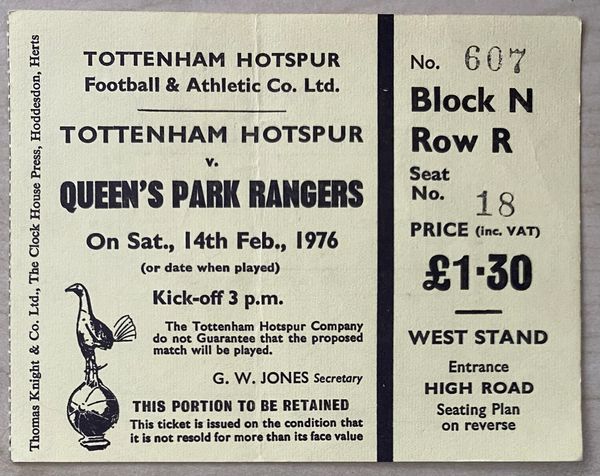 TOTTENHAM HOTSPUR
Football & Athletic Co. Ltd.
TOTTENHAM HOTSPUR
v.
QUEEN'S PARK RANGERS
On Sat., 14th Feb., 1976
(or date when played)
Kick-off 3 p.m.
The Tottenham Hotspur Company
do not Guarantee that the proposed
match will be played.
G. W. JONES Secretary
THIS PORTION TO BE RETAINED
This ticket is issued on the condition that
it is not resold for more than its face value
Thomas Knight & Co. Ltd., The Clock House Press, Hoddesdon, Herts
No. 607
Block N
Row R
Seat
No. 18
PRICE (inc. VAT)
£1·30
WEST STAND
Entrance
HIGH ROAD
Seating Plan
on reverse